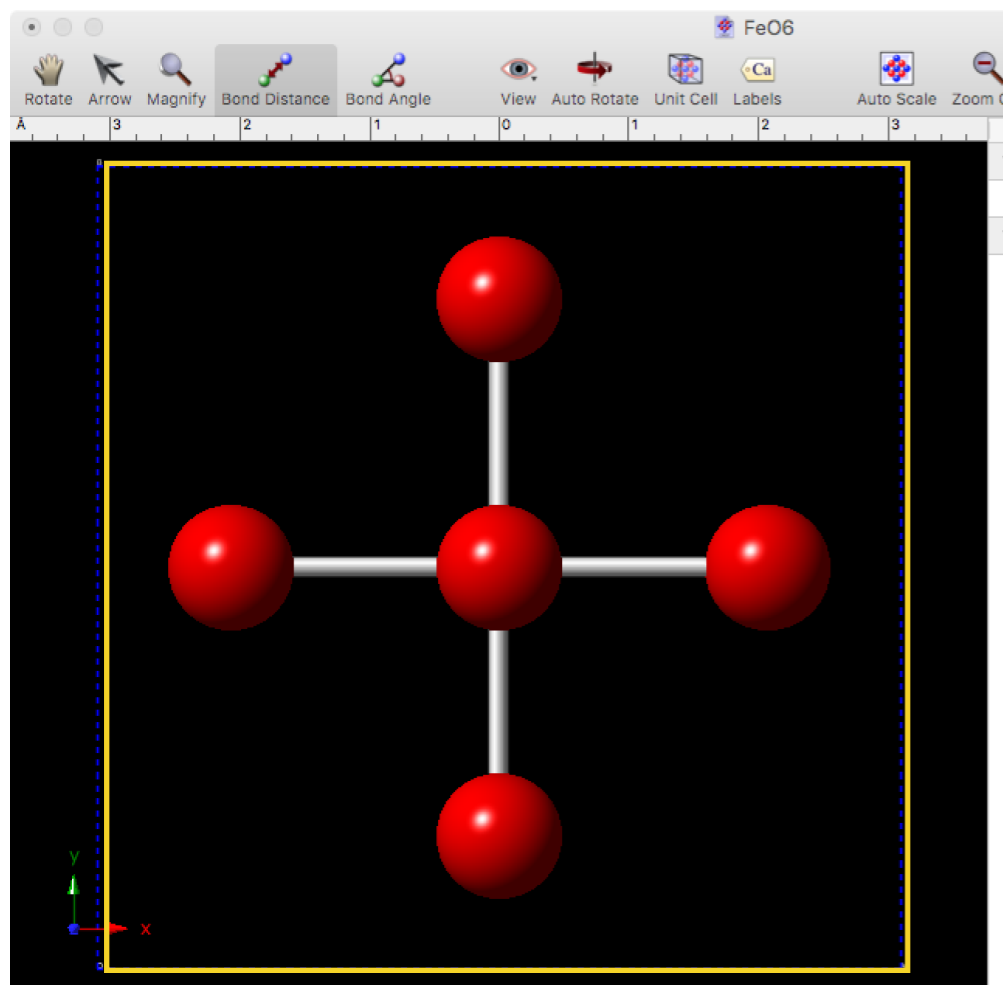 FeO6
Rotate Arrow Magnify Bond Distance Bond Angle View Auto Rotate Unit Cell Labels Auto Scale Zoom
Ca
Å 3 2 1 0 1 2 3
y
x